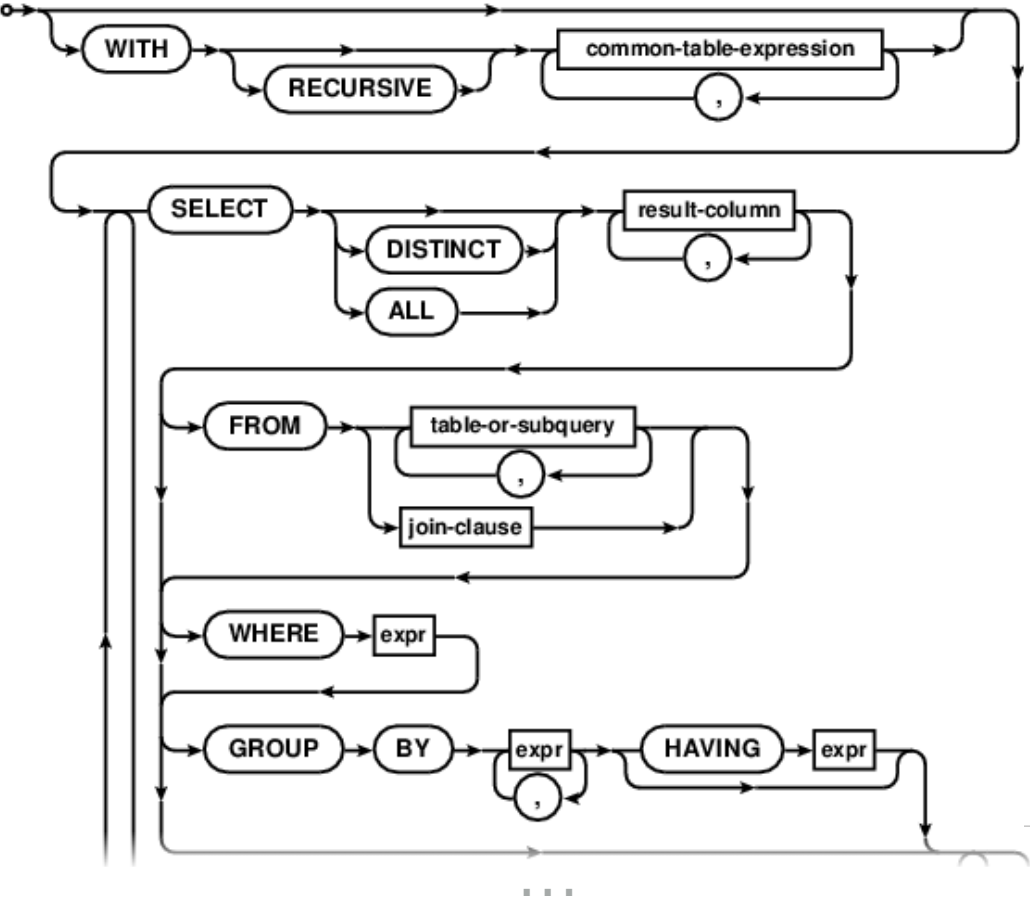 WITH common-table-expression
RECURSIVE
,
SELECT result-column
DISTINCT ,
ALL
FROM table-or-subquery
,
join-clause
WHERE expr
GROUP BY expr HAVING expr
,
...